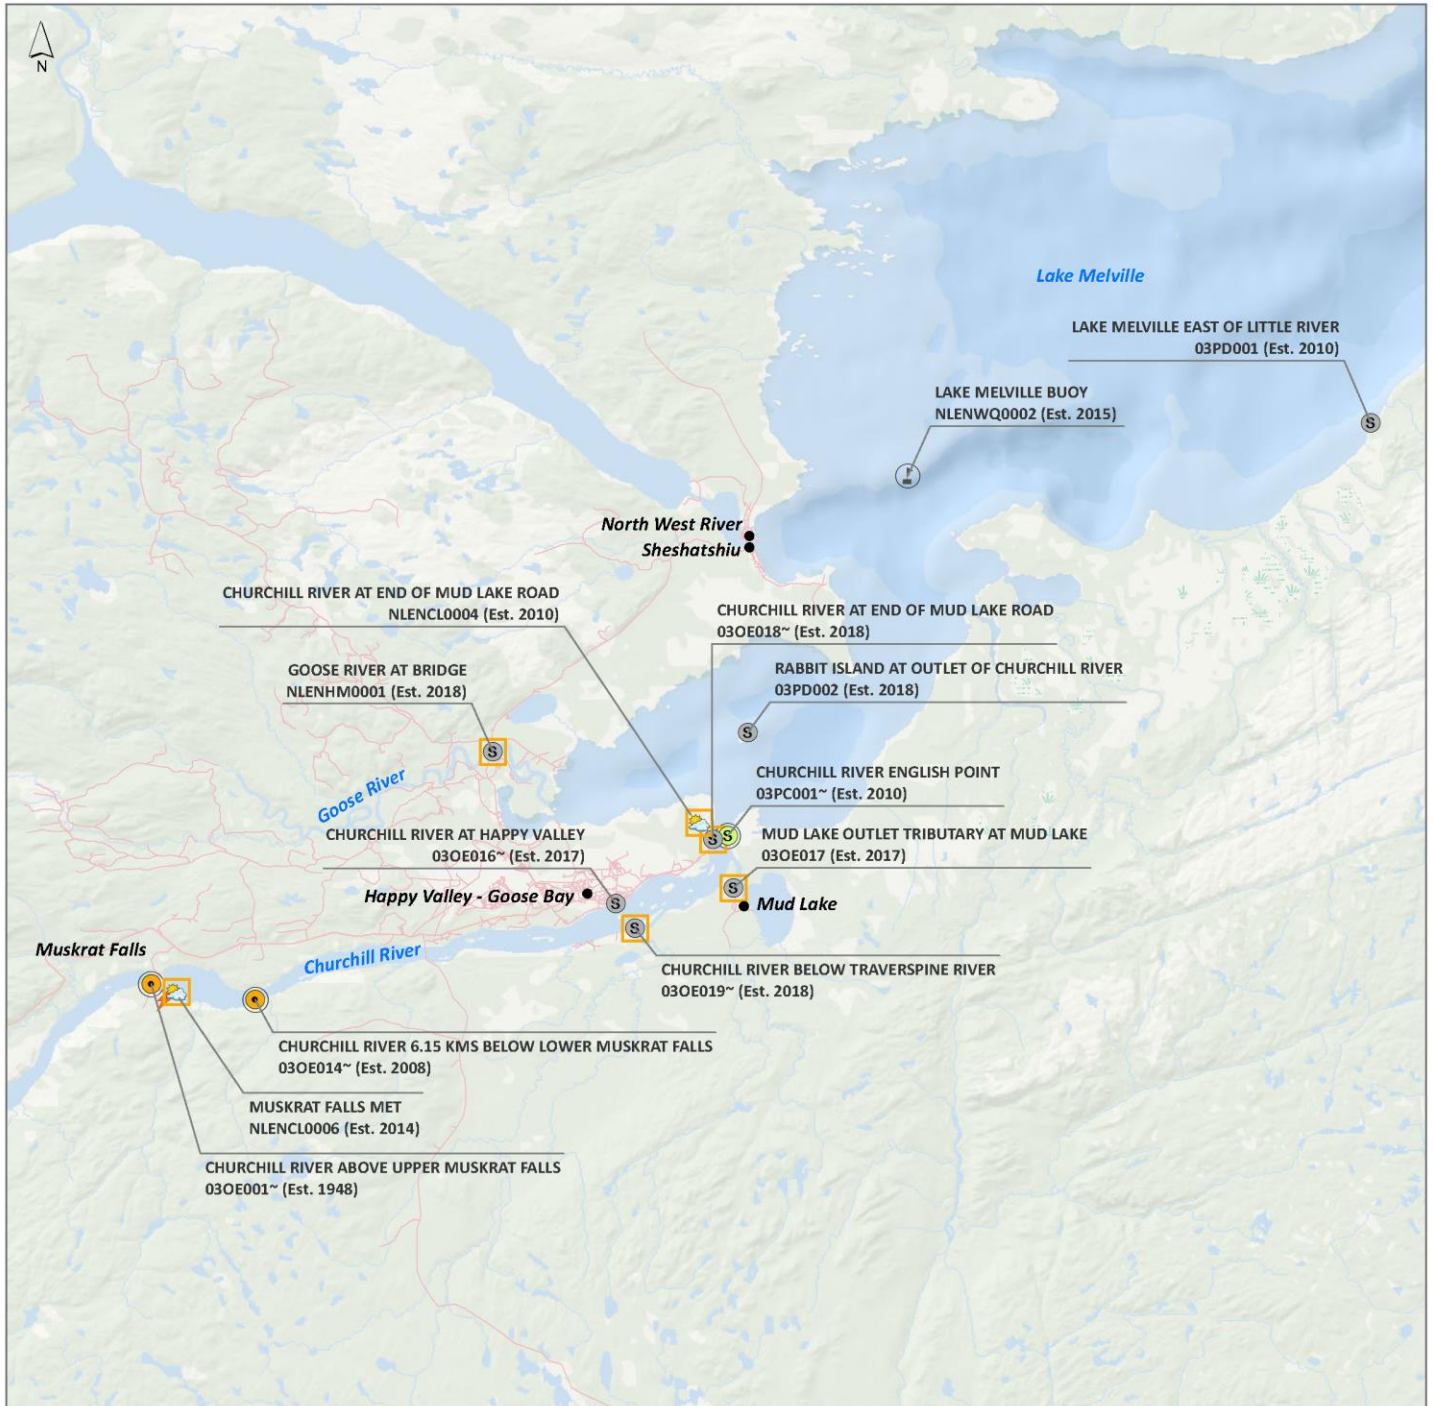 N
Lake Melville
LAKE MELVILLE EAST OF LITTLE RIVER
03PD001 (Est. 2010)
LAKE MELVILLE BUOY
NLENWQ0002 (Est. 2015)
North West River
Sheshatshiu
CHURCHILL RIVER AT END OF MUD LAKE ROAD
NLENCL0004 (Est. 2010)
CHURCHILL RIVER AT END OF MUD LAKE ROAD
03OE018~ (Est. 2018)
GOOSE RIVER AT BRIDGE
NLENHM0001 (Est. 2018)
RABBIT ISLAND AT OUTLET OF CHURCHILL RIVER
03PD002 (Est. 2018)
S
S
S
Goose River
CHURCHILL RIVER ENGLISH POINT
03PC001~ (Est. 2010)
CHURCHILL RIVER AT HAPPY VALLEY
03OE016~ (Est. 2017)
S
S
MUD LAKE OUTLET TRIBUTARY AT MUD LAKE
03OE017 (Est. 2017)
S
Happy Valley - Goose Bay
S
Mud Lake
S
Muskrat Falls
Churchill River
CHURCHILL RIVER BELOW TRAVERSPINE RIVER
03OE019~ (Est. 2018)
CHURCHILL RIVER 6.15 KMS BELOW LOWER MUSKRAT FALLS
03OE014~ (Est. 2008)
MUSKRAT FALLS MET
NLENCL0006 (Est. 2014)
CHURCHILL RIVER ABOVE UPPER MUSKRAT FALLS
03OE001~ (Est. 1948)